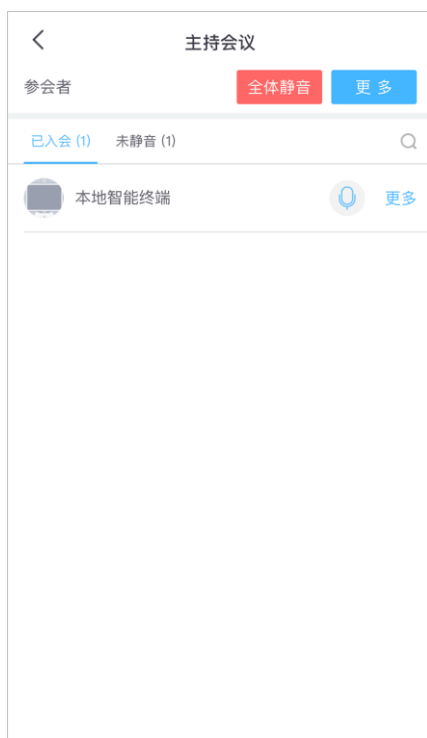 主持会议
参会者 全体静音 更 多
已入会 (1) 未静音 (1)
本地智能终端 更多